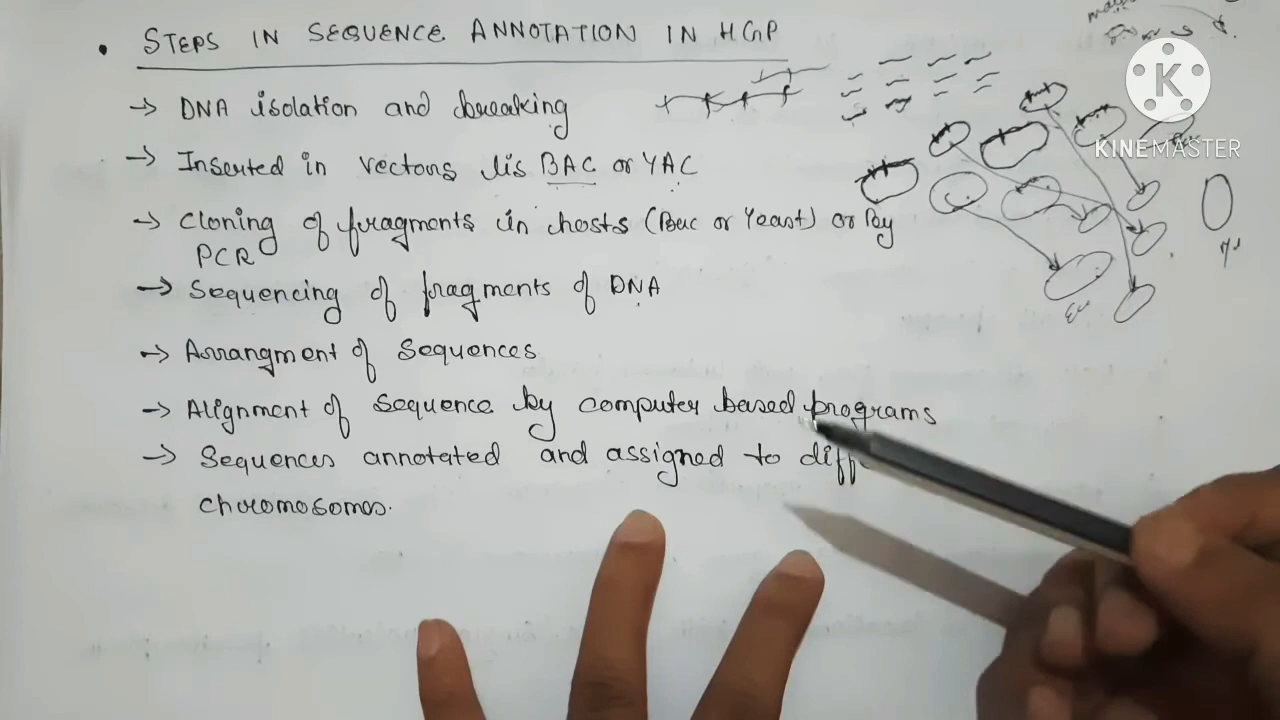 • STEPS IN SEQUENCE ANNOTATION IN HGP
→ DNA isolation and breaking
→ Inserted in vectors BAC or YAC
→ Cloning of fragments in hosts (Bac or Yeast) or By
PCR
→ Sequencing of fragments of DNA
→ Arrangment of Sequences
→ Alignment of sequence by computer based programs
→ Sequences annotated and assigned to diff
chromosomes.
K
KINEMASTER